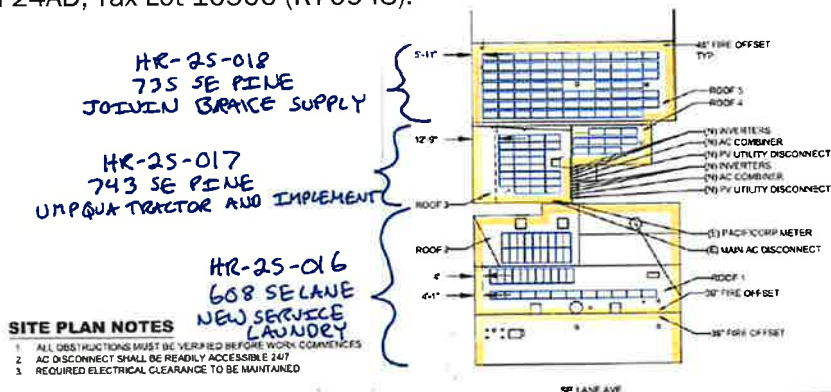 24AD, Tax Lot 10500 (R70948).
HR-25-018
735 SE PINE
JOININ BRAKE SUPPLY
HR-25-017
743 SE PINE
UMPQUA TRACTOR AND IMPLEMENT
HR-25-016
608 SE LANE
NEW SERVICE
LAUNDRY
5'-11"
12'-9"
ROOF 3
ROOF 2
4'
4'-1"
48" FIRE OFFSET
TYP.
ROOF 5
ROOF 4
(N) INVERTERS
(N) AC COMBINER
(N) PV UTILITY DISCONNECT
(N) INVERTERS
(N) AC COMBINER
(N) PV UTILITY DISCONNECT
(E) PACIFICORP METER
(E) MAIN AC DISCONNECT
ROOF 1
36" FIRE OFFSET
36" FIRE OFFSET
SITE PLAN NOTES
1 ALL OBSTRUCTIONS MUST BE VERIFIED BEFORE WORK COMMENCES
2 AC DISCONNECT SHALL BE READILY ACCESSIBLE 24/7
3 REQUIRED ELECTRICAL CLEARANCE TO BE MAINTAINED
SE LANE AVE